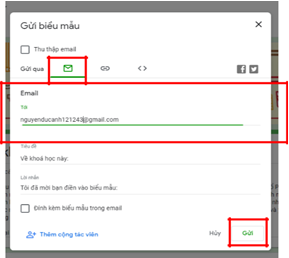 Gửi biểu mẫu
Thu thập email
Gửi qua
Email
Tới
nguyenducanh121243@gmail.com
Tiêu đề
Về khoá học này:
Lời nhắn
Tôi đã mời bạn điền vào biểu mẫu:
Đính kèm biểu mẫu trong email
Thêm cộng tác viên Hủy Gửi